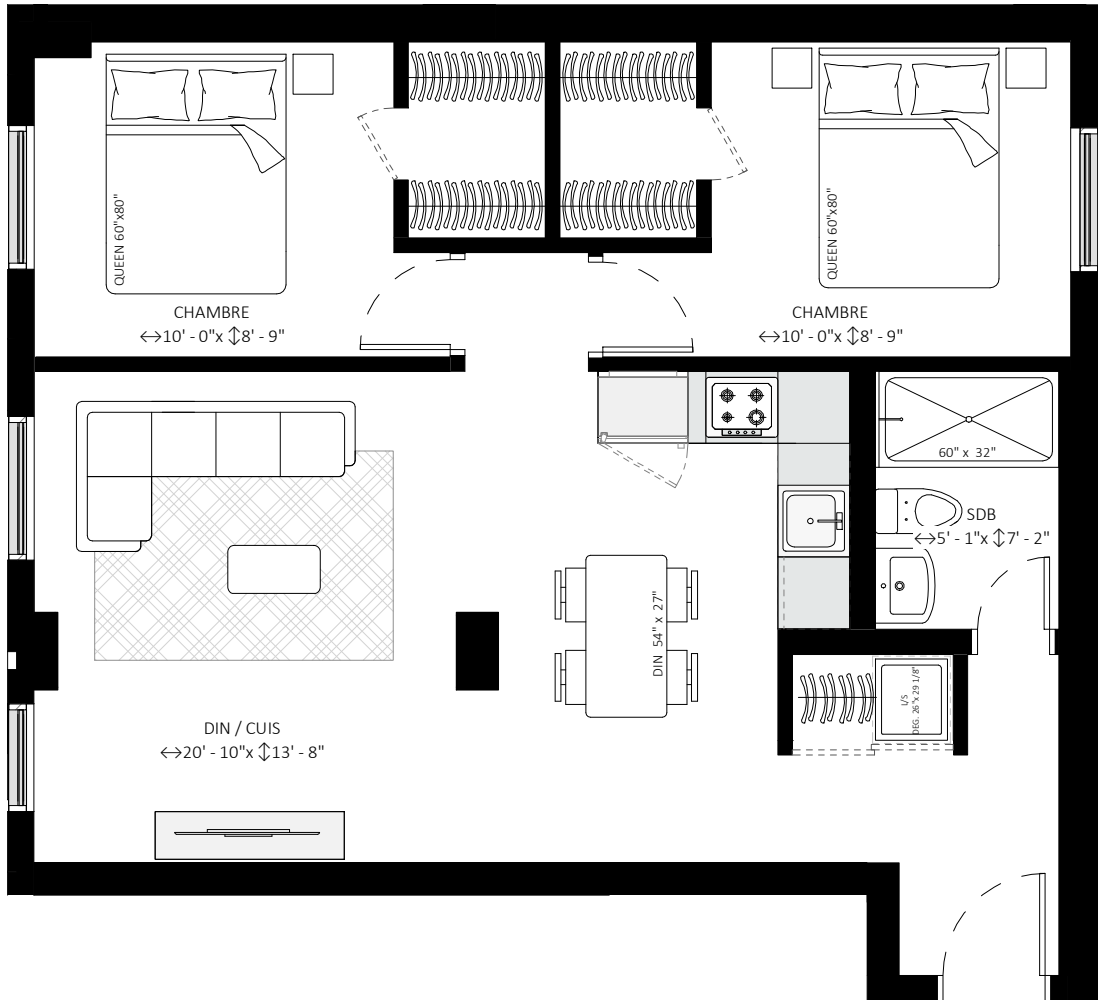 QUEEN 60"x80"
QUEEN 60"x80"
CHAMBRE
↔10' - 0"x ↕8' - 9"
CHAMBRE
↔10' - 0"x ↕8' - 9"
60" x 32"
SDB
↔5' - 1"x ↕7' - 2"
DIN 54" x 27"
L/S
DEG. 26"x 29 1/8"
DIN / CUIS
↔20' - 10"x ↕13' - 8"